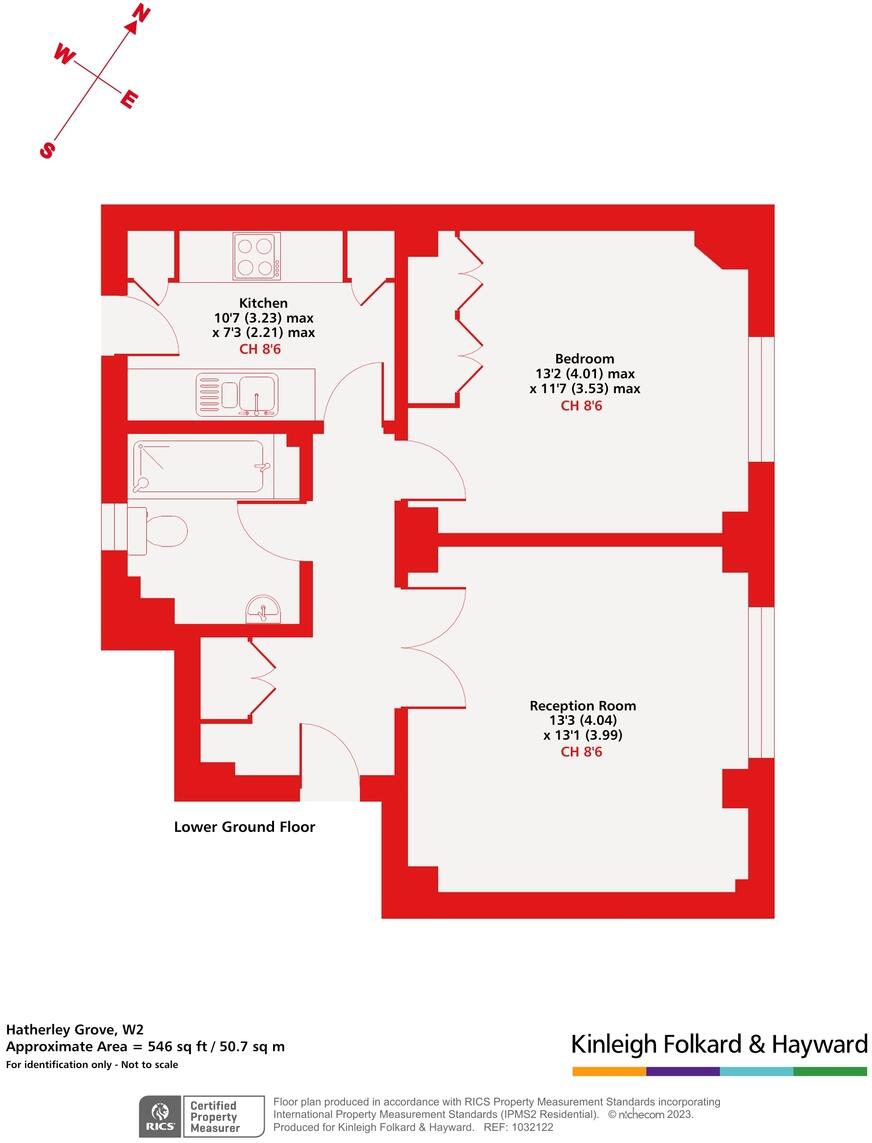 N
W
E
S
Kitchen
10'7 (3.23) max
x 7'3 (2.21) max
CH 8'6
Bedroom
13'2 (4.01) max
x 11'7 (3.53) max
CH 8'6
Reception Room
13'3 (4.04)
x 13'1 (3.99)
CH 8'6
Lower Ground Floor
Hatherley Grove, W2
Approximate Area = 546 sq ft / 50.7 sq m
For identification only - Not to scale
Kinleigh Folkard & Hayward
RICS
Certified
Property
Measurer
Floor plan produced in accordance with RICS Property Measurement Standards incorporating
International Property Measurement Standards (IPMS2 Residential). © nichecom 2023.
Produced for Kinleigh Folkard & Hayward. REF: 1032122